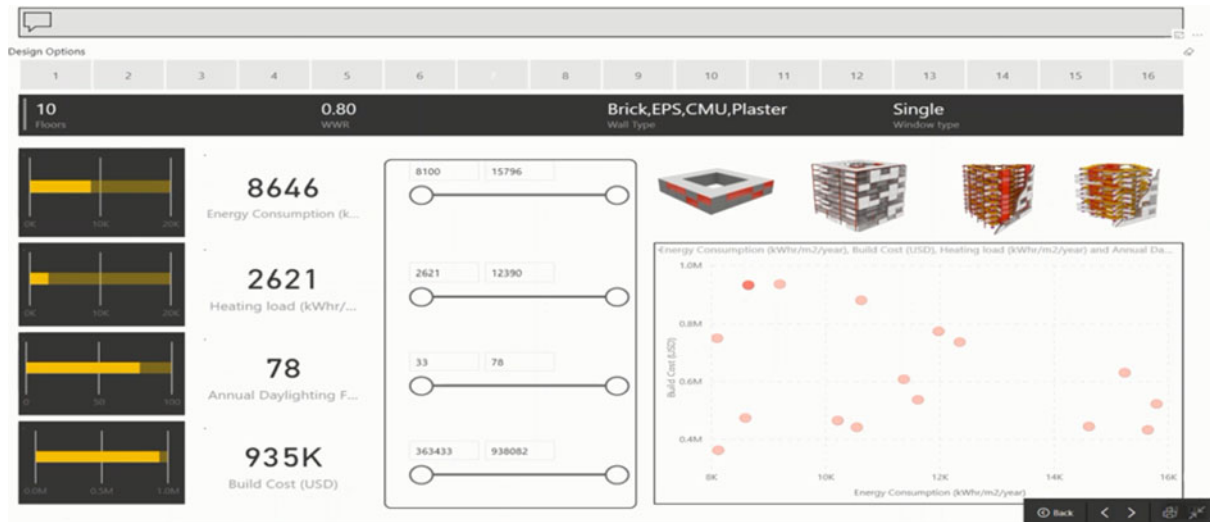 Design Options
1 2 3 4 5 6 7 8 9 10 11 12 13 14 15 16
10 0.80 Brick,EPS,CMU,Plaster Single
Floors WWR Wall Type Window type
0K 10K 20K
8646
Energy Consumption (k...
8100 15796
0K 10K 20K
2621
Heating load (kWhr/...
2621 12390
0 50 100
78
Annual Daylighting F...
33 78
0.0M 0.5M 1.0M
935K
Build Cost (USD)
363433 938082
Energy Consumption (kWhr/m2/year), Build Cost (USD), Heating load (kWhr/m2/year) and Annual Da...
1.0M
0.8M
0.6M
0.4M
Build Cost (USD)
8K 10K 12K 14K 16K
Energy Consumption (kWhr/m2/year)
Back